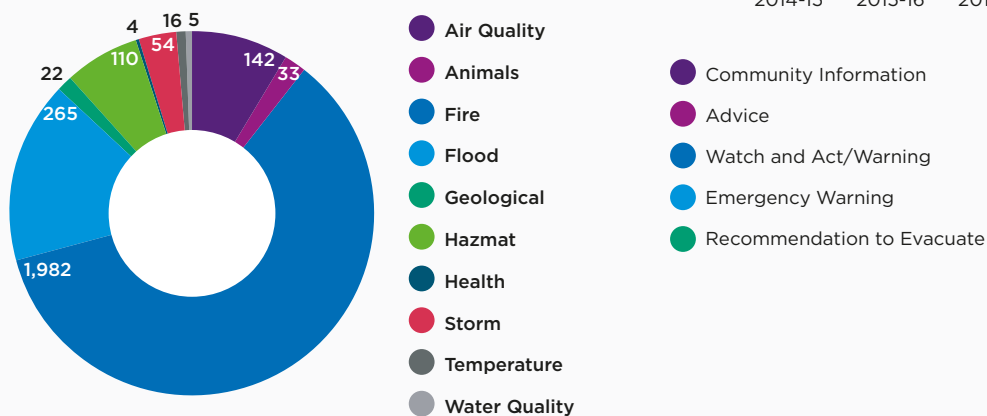 4
16
5
54
110
142
33
22
265
1,982
Air Quality
Animals
Fire
Flood
Geological
Hazmat
Health
Storm
Temperature
Water Quality
Community Information
Advice
Watch and Act/Warning
Emergency Warning
Recommendation to Evacuate